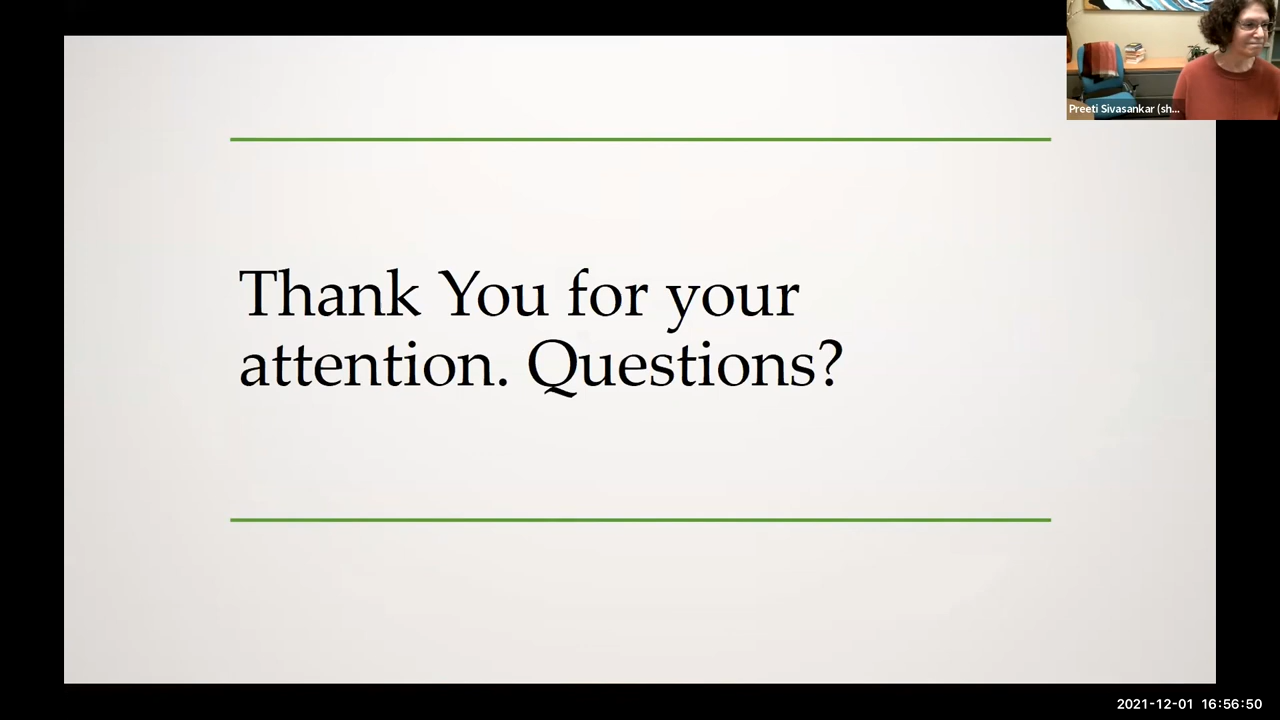 Preeti Sivasankar (sh...
Thank You for your
attention. Questions?
2021-12-01 16:56:50